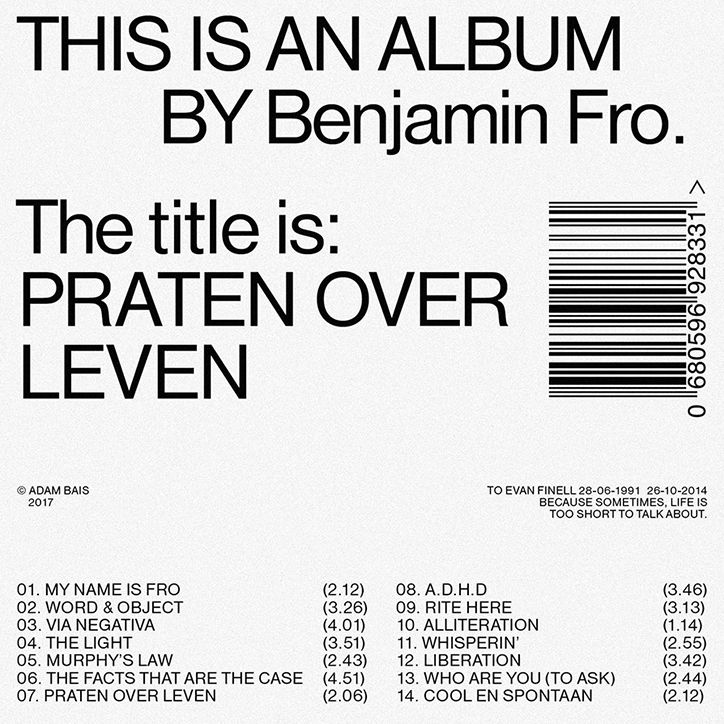 THIS IS AN ALBUM
BY Benjamin Fro.
The title is:
PRATEN OVER
LEVEN
0 680596 928331 >
© ADAM BAIS
2017
TO EVAN FINELL 28-06-1991 26-10-2014
BECAUSE SOMETIMES, LIFE IS
TOO SHORT TO TALK ABOUT.
01. MY NAME IS FRO (2.12)
02. WORD & OBJECT (3.26)
03. VIA NEGATIVA (4.01)
04. THE LIGHT (3.51)
05. MURPHY'S LAW (2.43)
06. THE FACTS THAT ARE THE CASE (4.51)
07. PRATEN OVER LEVEN (2.06)
08. A.D.H.D (3.46)
09. RITE HERE (3.13)
10. ALLITERATION (1.14)
11. WHISPERIN' (2.55)
12. LIBERATION (3.42)
13. WHO ARE YOU (TO ASK) (2.44)
14. COOL EN SPONTAAN (2.12)